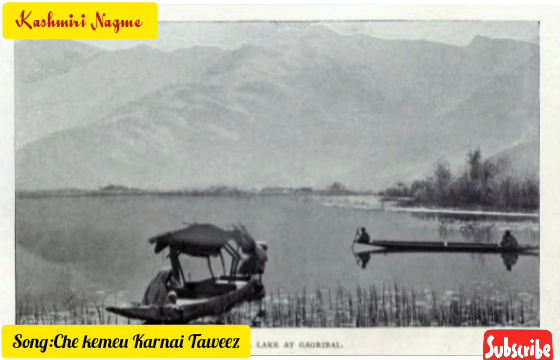 Kashmiri Nagme
LAKE AT GAGRIBAL.
Song:Che kemeu Karnai Taweez
Subscribe